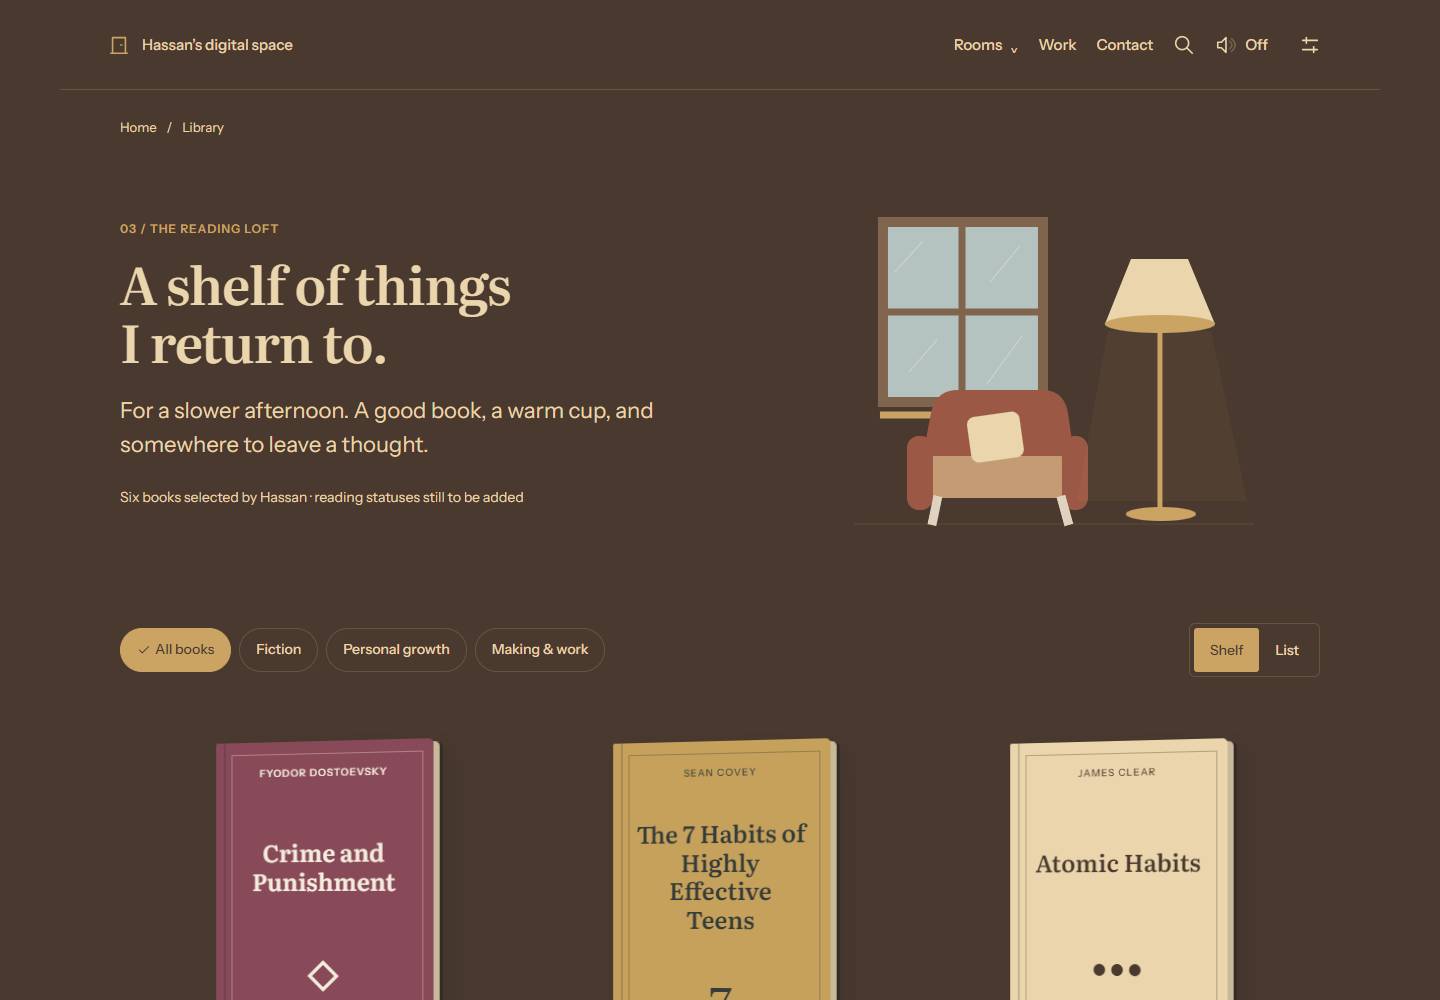 Hassan's digital space
Rooms
Work
Contact
Off
Home / Library
03 / THE READING LOFT
A shelf of things
I return to.
For a slower afternoon. A good book, a warm cup, and
somewhere to leave a thought.
Six books selected by Hassan · reading statuses still to be added
All books
Fiction
Personal growth
Making & work
Shelf
List
FYODOR DOSTOEVSKY
Crime and
Punishment
SEAN COVEY
The 7 Habits of
Highly
Effective
Teens
7
JAMES CLEAR
Atomic Habits